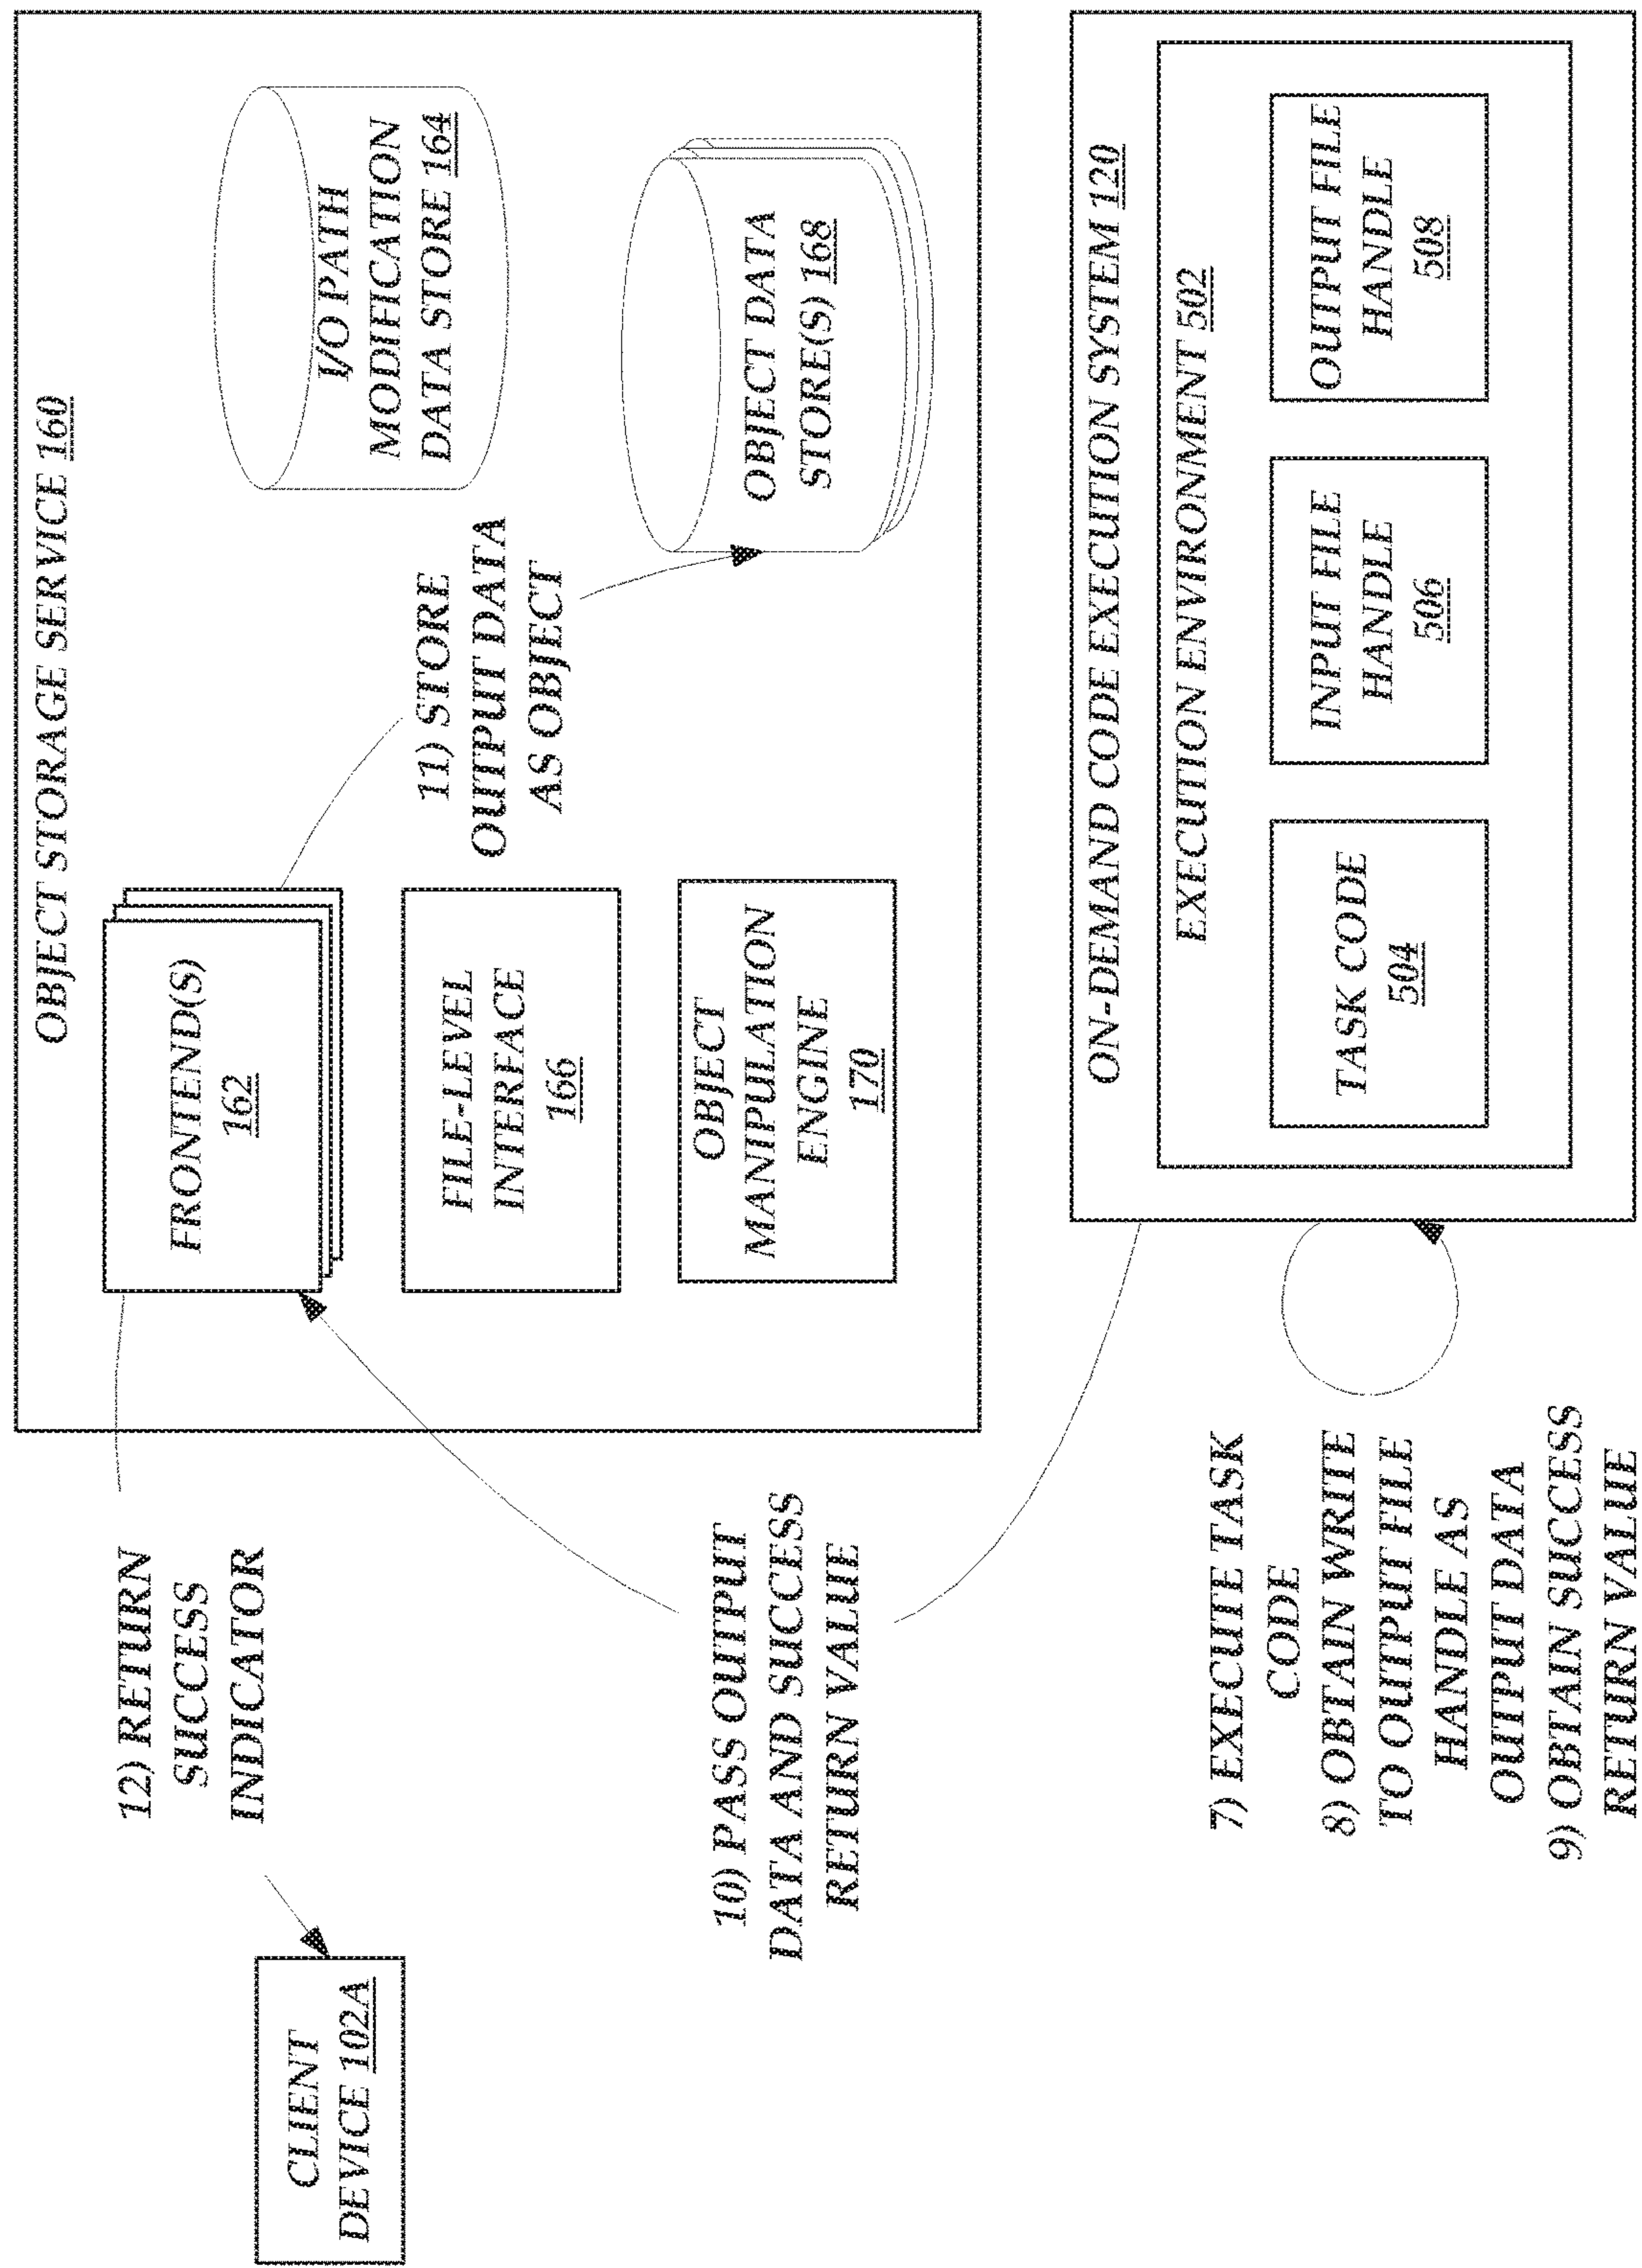 OBJECT STORAGE SERVICE 160
FRONTEND(S)
162
FILE-LEVEL
INTERFACE
166
OBJECT
MANIPULATION
ENGINE
170
I/O PATH
MODIFICATION
DATA STORE 164
OBJECT DATA
STORE(S) 168
11) STORE
OUTPUT DATA
AS OBJECT
12) RETURN
SUCCESS
INDICATOR
CLIENT
DEVICE 102A
10) PASS OUTPUT
DATA AND SUCCESS
RETURN VALUE
ON-DEMAND CODE EXECUTION SYSTEM 120
EXECUTION ENVIRONMENT 502
TASK CODE
504
INPUT FILE
HANDLE
506
OUTPUT FILE
HANDLE
508
7) EXECUTE TASK
CODE
8) OBTAIN WRITE
TO OUTPUT FILE
HANDLE AS
OUTPUT DATA
9) OBTAIN SUCCESS
RETURN VALUE